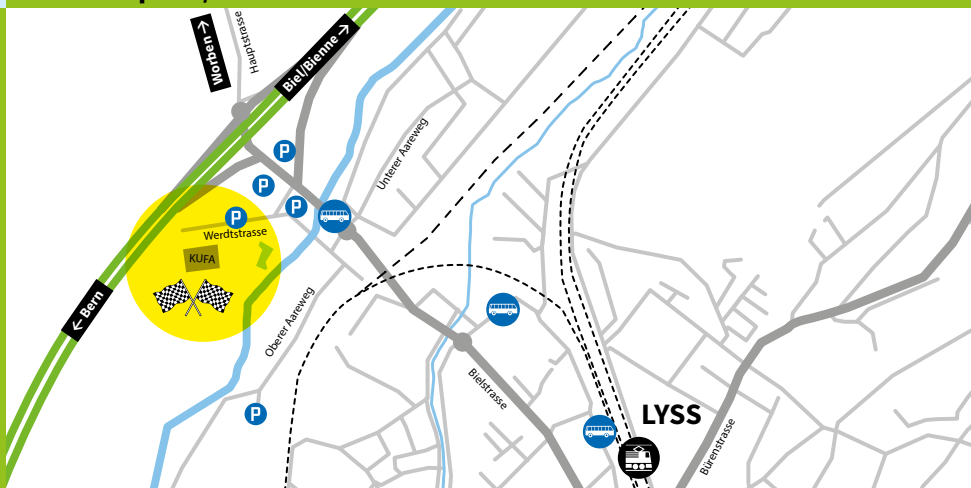 Worben →
Hauptstrasse
Biel/Bienne →
P
Unterer Aareweg
P
P
P
Werdtstrasse
KUFA
← Bern
Oberer Aareweg
Bielstrasse
P
LYSS
Bürenstrasse